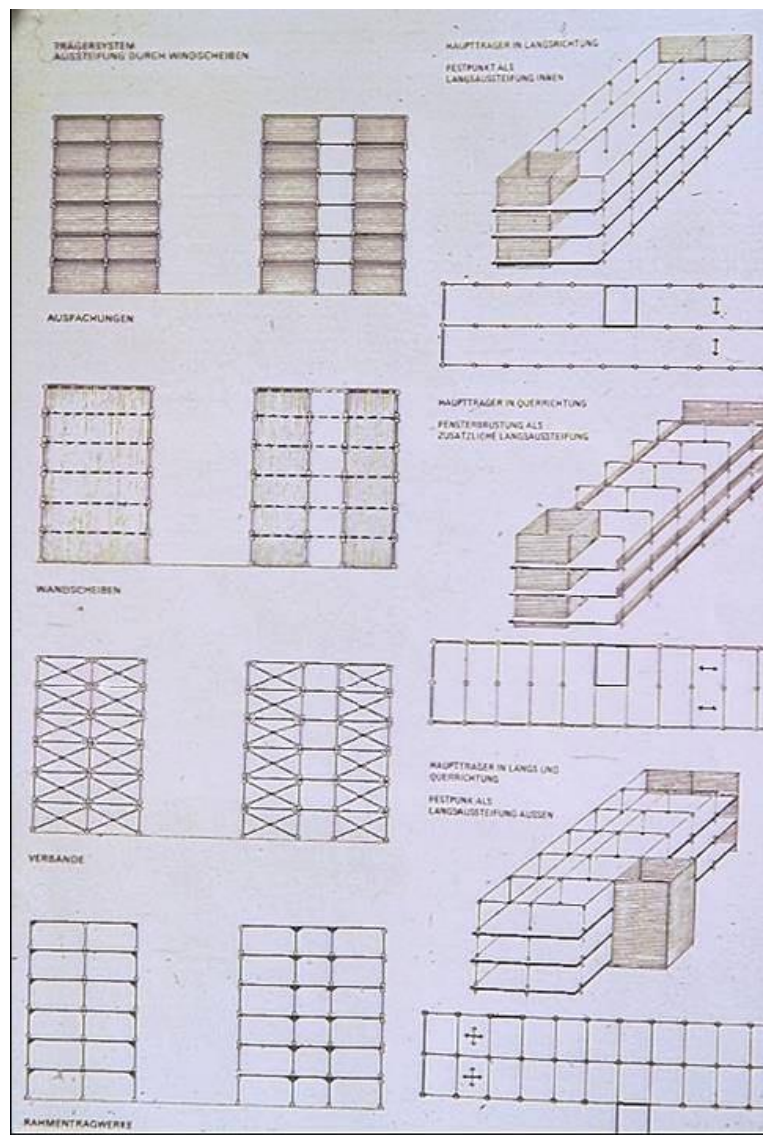 TRÄGERSYSTEM
AUSSTEIFUNG DURCH WINDSCHEIBEN
AUSFACHUNGEN
WANDSCHEIBEN
VERBÄNDE
RAHMENTRAGWERKE
HAUPTTRÄGER IN LÄNGSRICHTUNG
FESTPUNKT ALS
LÄNGSAUSSTEIFUNG INNEN
HAUPTTRÄGER IN QUERRICHTUNG
FENSTERBRÜSTUNG ALS
ZUSÄTZLICHE LÄNGSAUSSTEIFUNG
HAUPTTRÄGER IN LÄNGS UND
QUERRICHTUNG
FESTPUNK ALS
LÄNGSAUSSTEIFUNG AUSSEN